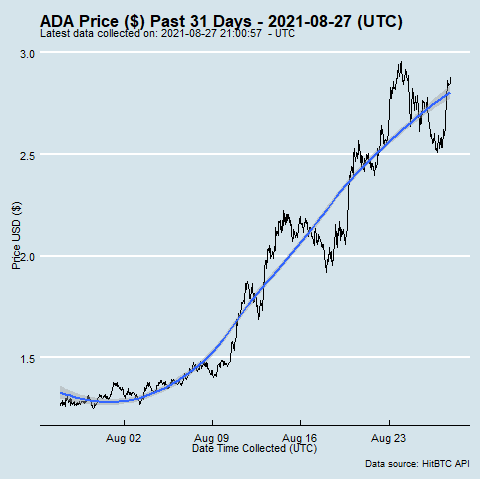 ADA Price ($) Past 31 Days - 2021-08-27 (UTC)
Latest data collected on: 2021-08-27 21:00:57 - UTC
3.0
2.5
2.0
1.5
Price USD ($)
Aug 02 Aug 09 Aug 16 Aug 23
Date Time Collected (UTC)
Data source: HitBTC API